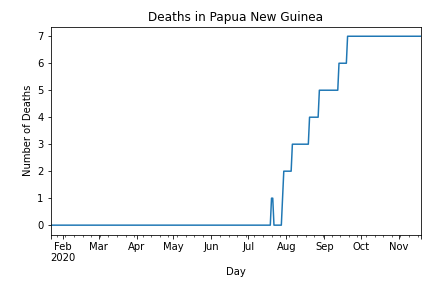 Deaths in Papua New Guinea
Number of Deaths
7
6
5
4
3
2
1
0
Feb Mar Apr May Jun Jul Aug Sep Oct Nov
2020
Day